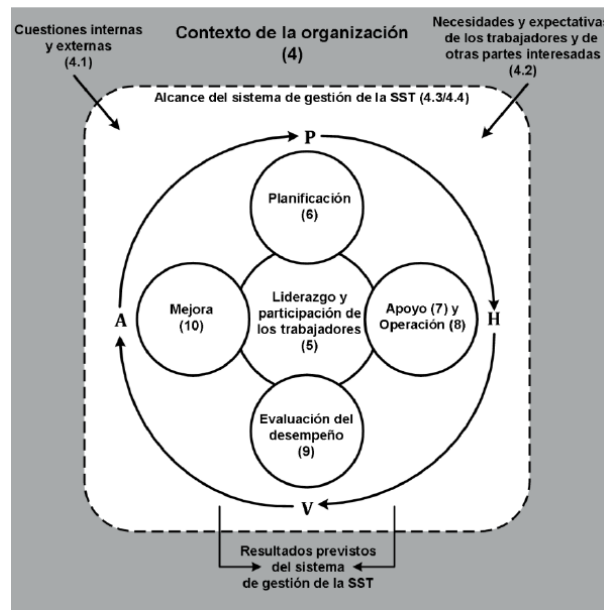 Cuestiones internas
y externas
(4.1)
Contexto de la organización
(4)
Necesidades y expectativas
de los trabajadores y de
otras partes interesadas
(4.2)
Alcance del sistema de gestión de la SST (4.3/4.4)
P
Planificación
(6)
A
Mejora
(10)
Liderazgo y
participación de
los trabajadores
(5)
Apoyo (7) y
Operación (8)
H
Evaluación del
desempeño
(9)
V
Resultados previstos
del sistema
de gestión de la SST